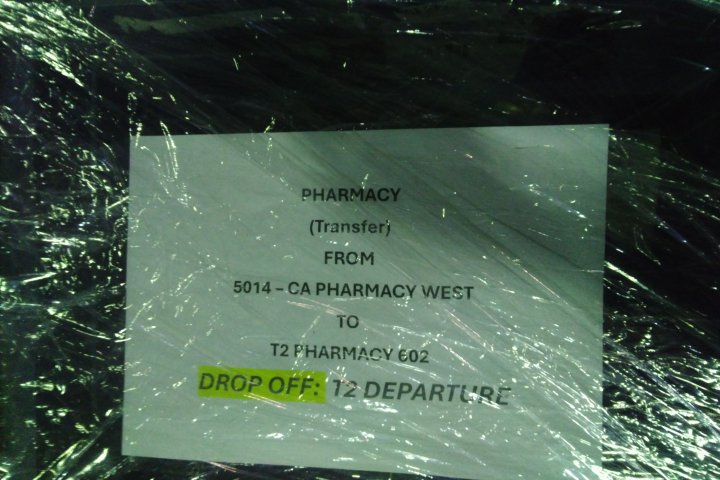 PHARMACY
(Transfer)
FROM
5014 – CA PHARMACY WEST
TO
T2 PHARMACY 602
DROP OFF: T2 DEPARTURE